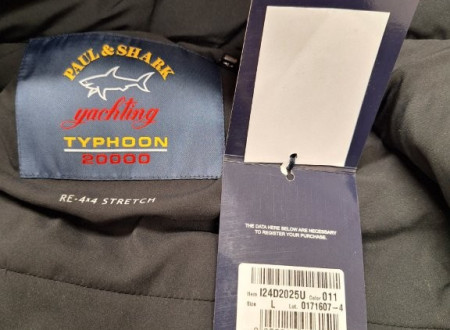 PAUL & SHARK
yachting
TYPHOON
20000
RE-4x4 STRETCH
THE DATA HERE BELOW ARE NECESSARY
TO REGISTER YOUR PURCHASE.
Item I24D2025U Color 011
Size L Lot. 0171607-4